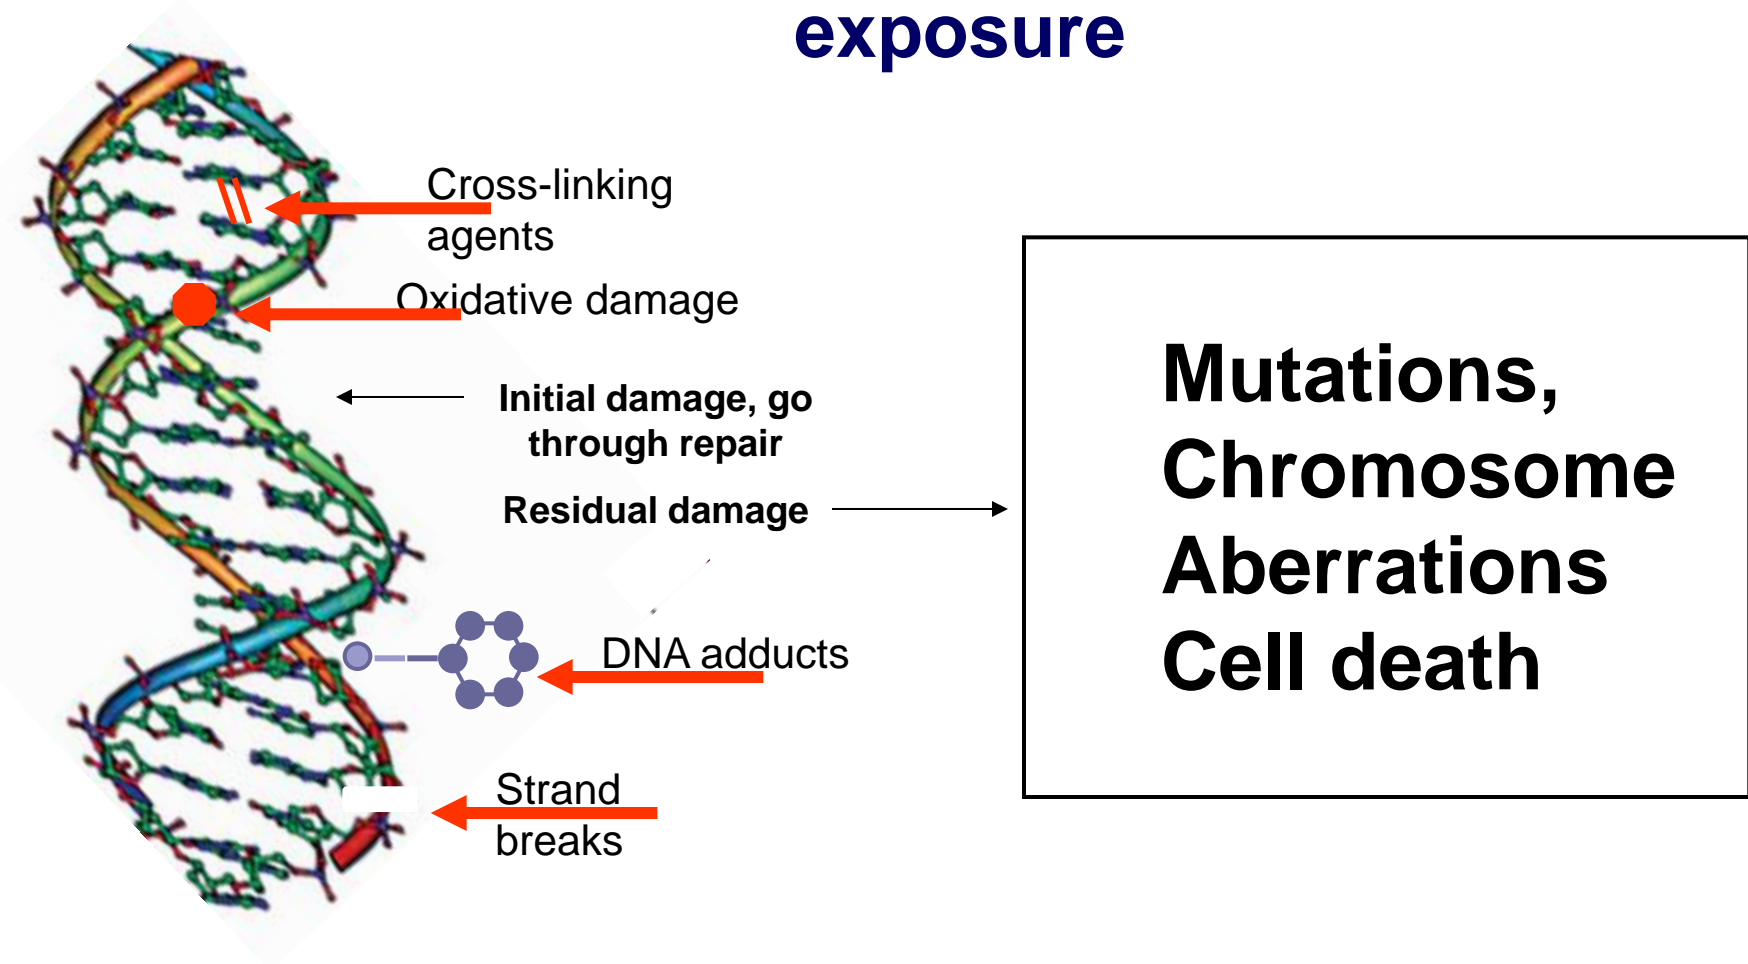 exposure
Cross-linking
agents
Oxidative damage
Initial damage, go
through repair
Residual damage
DNA adducts
Strand
breaks
Mutations,
Chromosome
Aberrations
Cell death